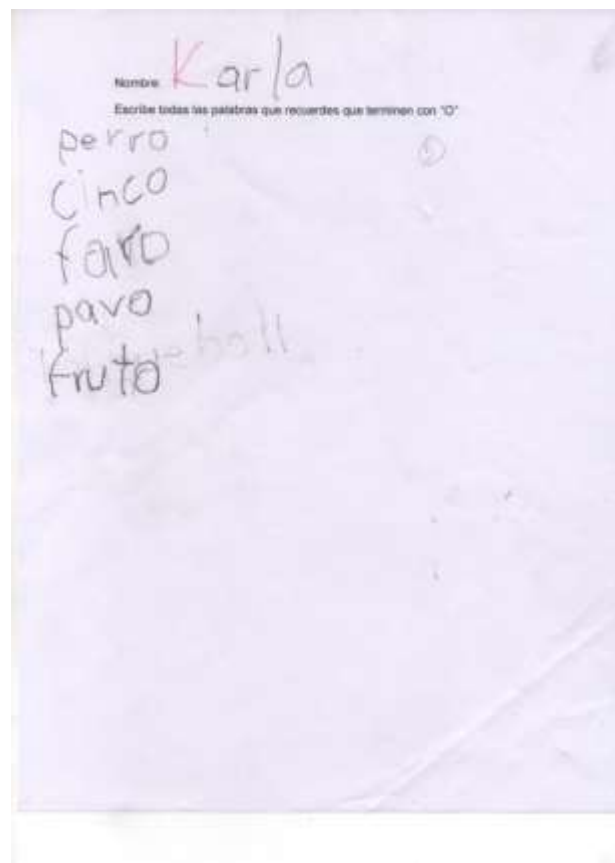 Nombre: Karla
Escribe todas las palabras que recuerdes que terminen con "O"
perro
Cinco
faro
pavo
fruto